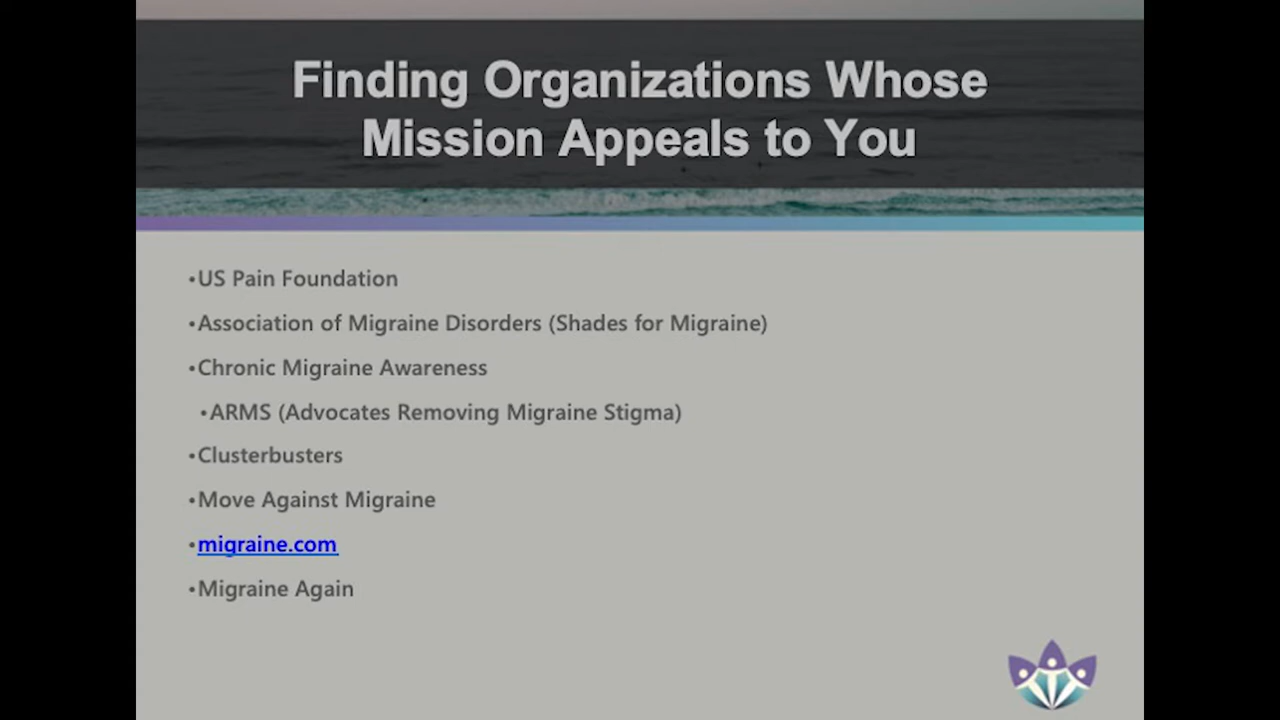 Finding Organizations Whose
Mission Appeals to You
•US Pain Foundation
•Association of Migraine Disorders (Shades for Migraine)
•Chronic Migraine Awareness
•ARMS (Advocates Removing Migraine Stigma)
•Clusterbusters
•Move Against Migraine
•migraine.com
•Migraine Again